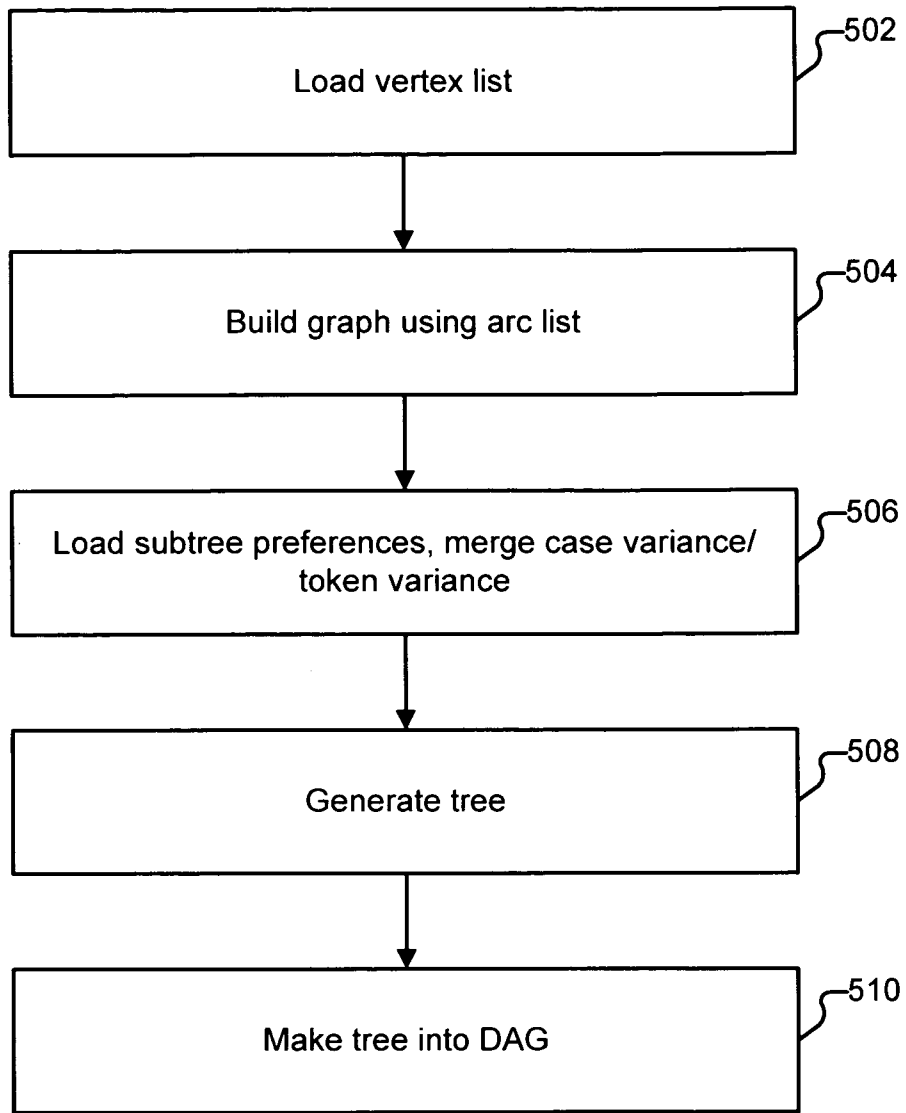 502
Load vertex list
504
Build graph using arc list
506
Load subtree preferences, merge case variance/
token variance
508
Generate tree
510
Make tree into DAG